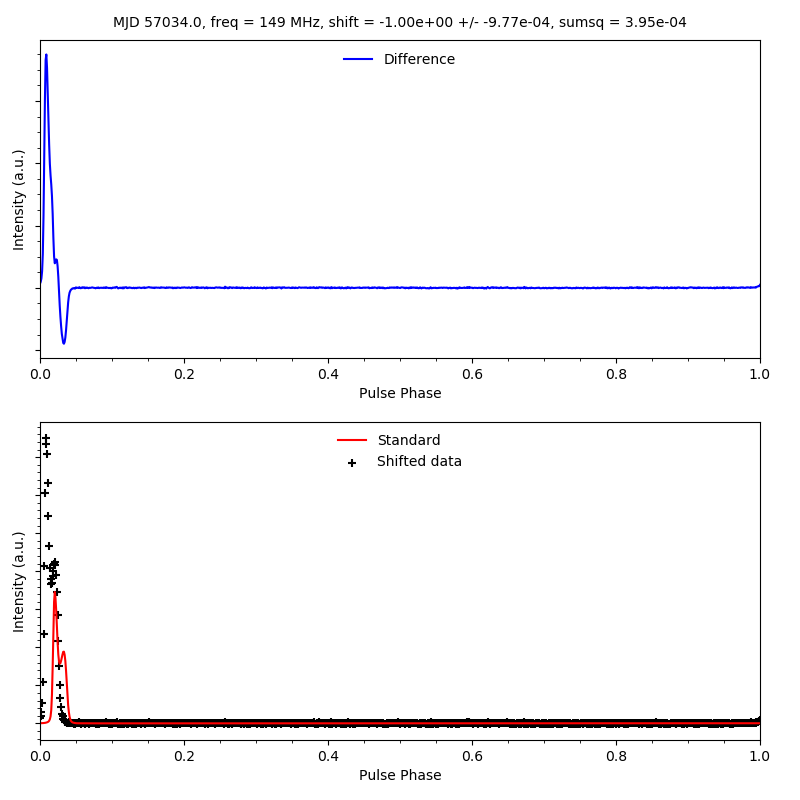 MJD 57034.0, freq = 149 MHz, shift = -1.00e+00 +/- -9.77e-04, sumsq = 3.95e-04
Difference
Intensity (a.u.)
0.0 0.2 0.4 0.6 0.8 1.0
Pulse Phase
Standard
Shifted data
Intensity (a.u.)
0.0 0.2 0.4 0.6 0.8 1.0
Pulse Phase